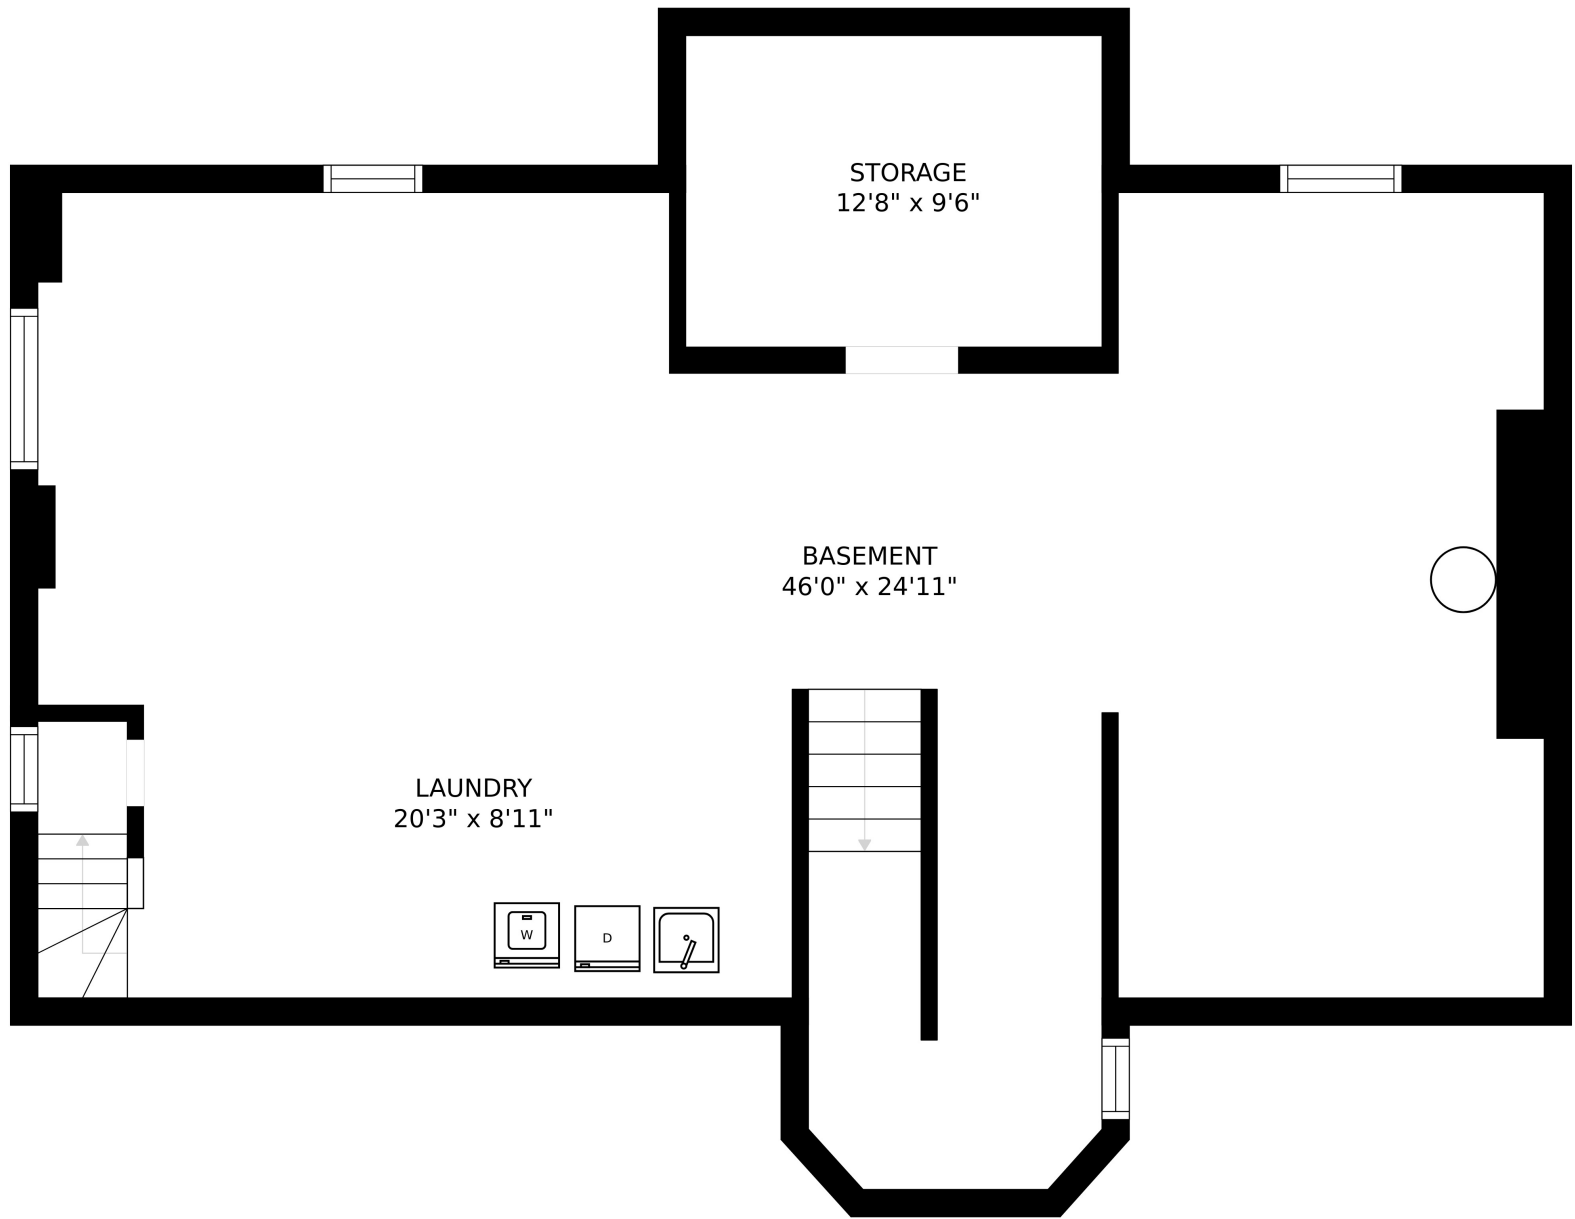 STORAGE
12'8" x 9'6"
BASEMENT
46'0" x 24'11"
LAUNDRY
20'3" x 8'11"
W
D